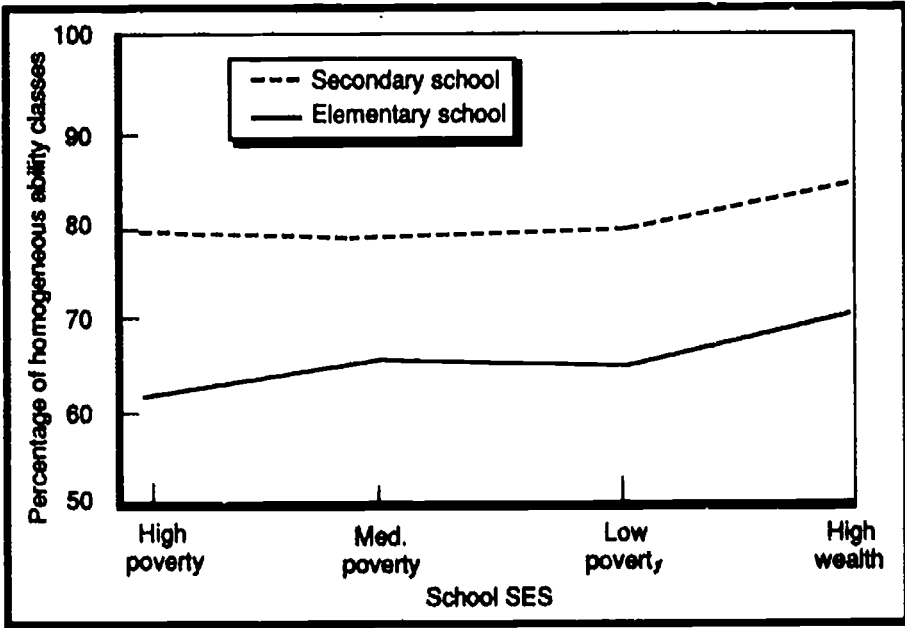 Percentage of homogeneous ability classes
100
90
80
70
60
50
Secondary school
Elementary school
High poverty
Med. poverty
Low poverty
High wealth
School SES